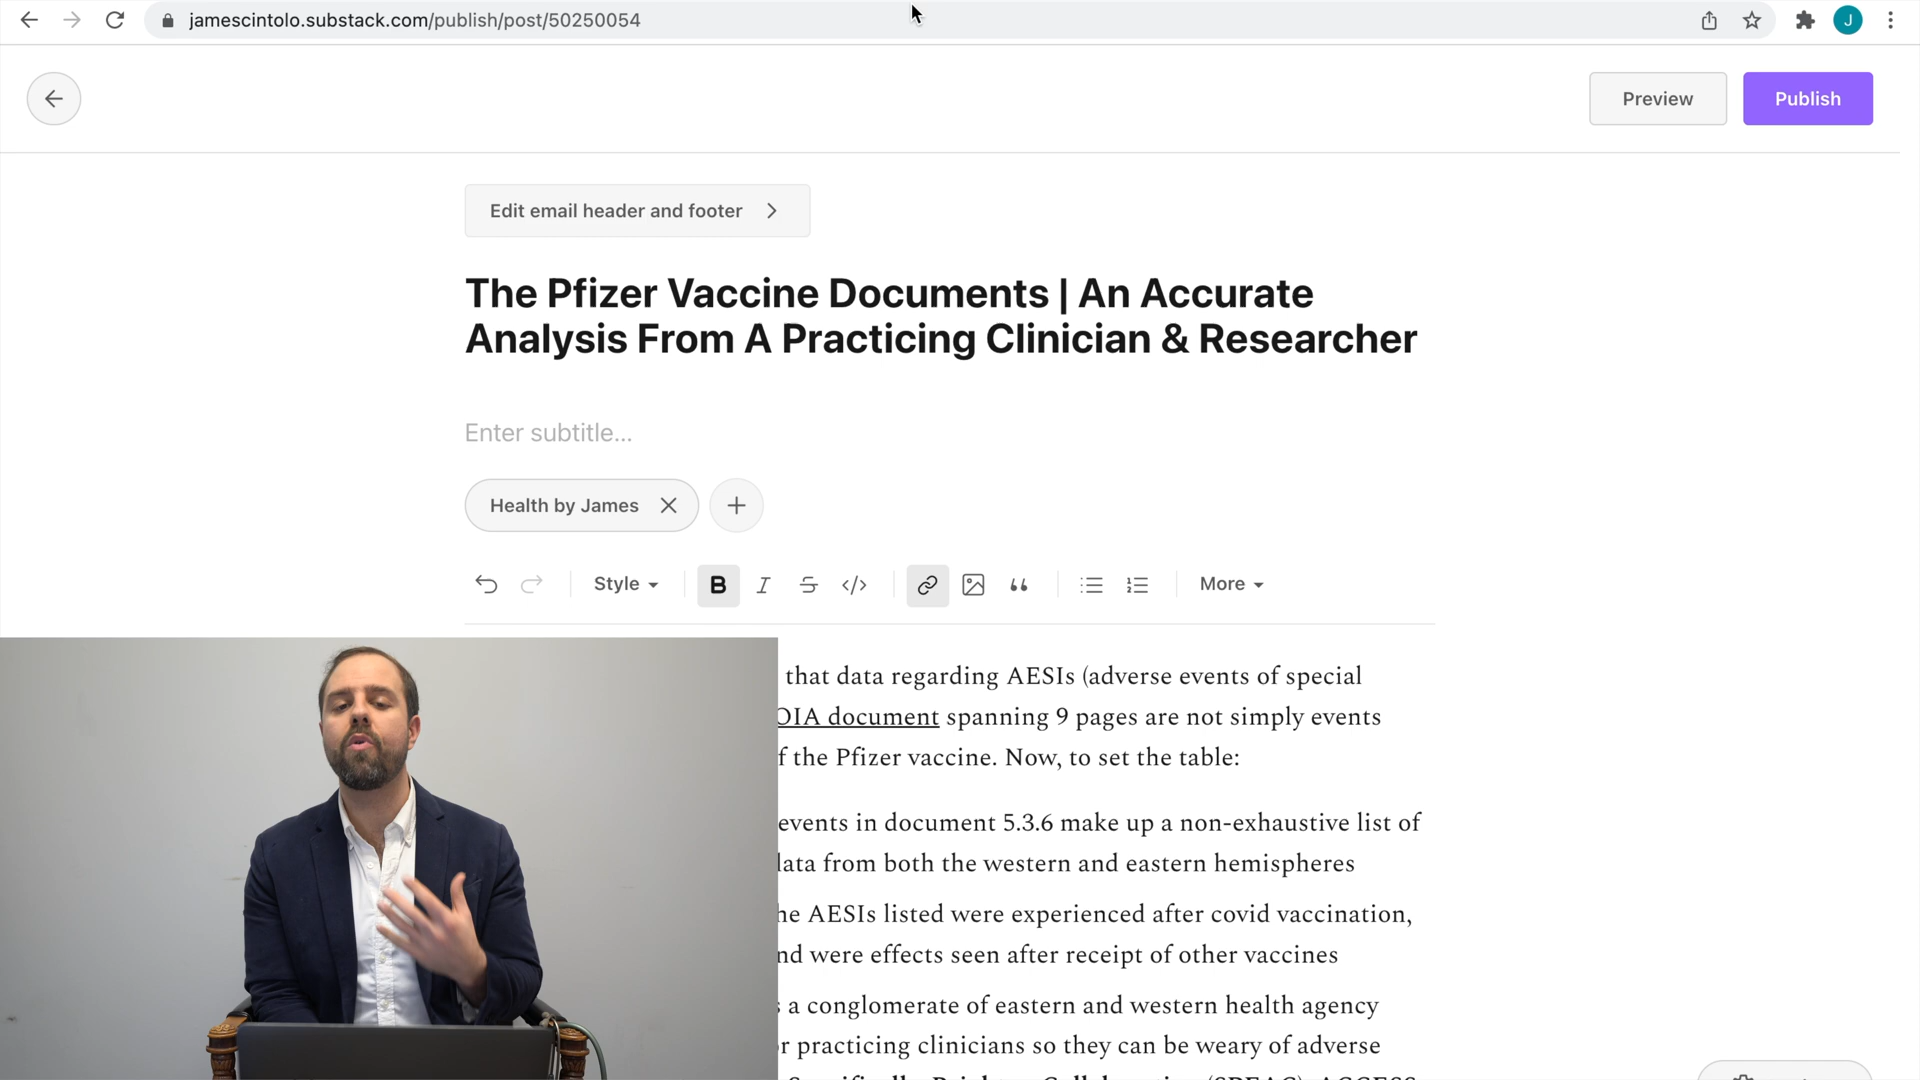 jamescintolo.substack.com/publish/post/50250054
J
Preview
Publish
Edit email header and footer
The Pfizer Vaccine Documents | An Accurate
Analysis From A Practicing Clinician & Researcher
Enter subtitle...
Health by James
Style
B
I
S
More
that data regarding AESIs (adverse events of special
OIA document spanning 9 pages are not simply events
f the Pfizer vaccine. Now, to set the table:
events in document 5.3.6 make up a non-exhaustive list of
data from both the western and eastern hemispheres
he AESIs listed were experienced after covid vaccination,
nd were effects seen after receipt of other vaccines
s a conglomerate of eastern and western health agency
r practicing clinicians so they can be weary of adverse